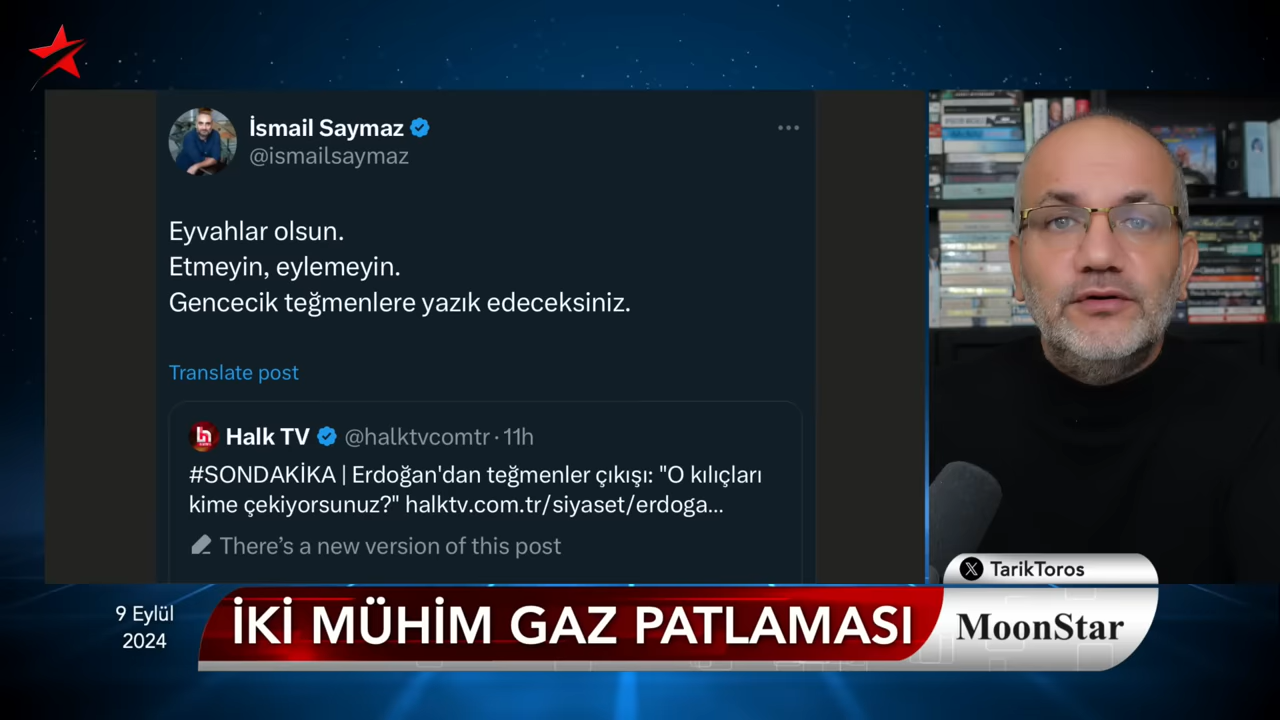 İsmail Saymaz
@ismailsaymaz
Eyvahlar olsun.
Etmeyin, eylemeyin.
Gencecik teğmenlere yazık edeceksiniz.
Translate post
Halk TV @halktvcomtr · 11h
#SONDAKİKA | Erdoğan'dan teğmenler çıkışı: "O kılıçları
kime çekiyorsunuz?" halktv.com.tr/siyaset/erdoga...
There's a new version of this post
X TarikToros
9 Eylül
2024
İKİ MÜHİM GAZ PATLAMASI
MoonStar